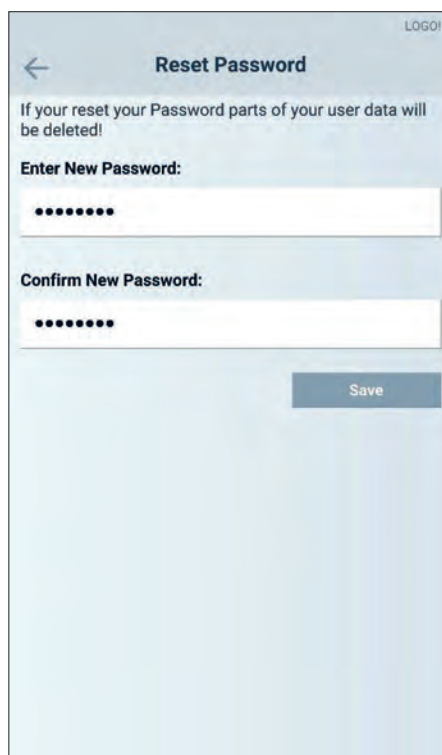 LOGO!
Reset Password
If your reset your Password parts of your user data will
be deleted!
Enter New Password:
••••••••
Confirm New Password:
••••••••
Save